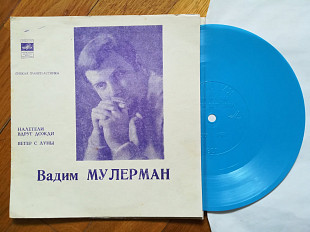 НАЛЕТЕЛИ
ВДРУГ ДОЖДИ
ВЕТЕР С ЛУНЫ
Вадим МУЛЕРМАН